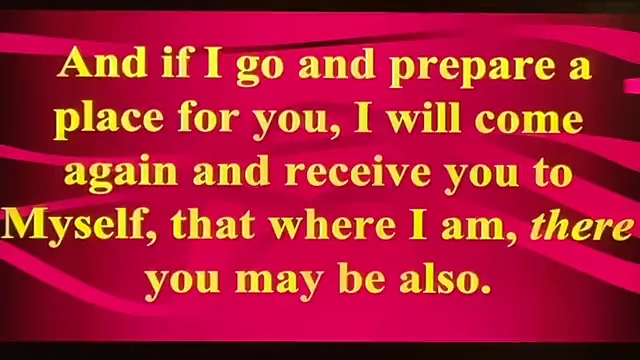 And if I go and prepare a
place for you, I will come
again and receive you to
Myself, that where I am, there
you may be also.